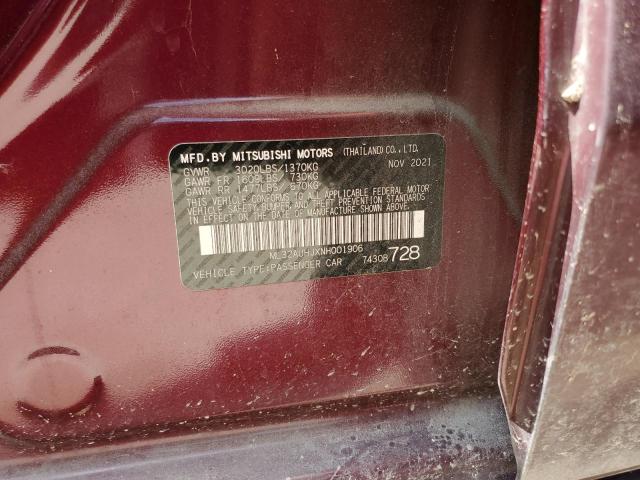 MFD.BY MITSUBISHI MOTORS (THAILAND) CO., LTD.
GVWR 3020LBS/1370KG NOV 2021
GAWR FR 1609LBS 730KG
GAWR RR 1477LBS 670KG
THIS VEHICLE CONFORMS TO ALL APPLICABLE FEDERAL MOTOR
VEHICLE SAFETY, BUMPER AND THEFT PREVENTION STANDARDS
IN EFFECT ON THE DATE OF MANUFACTURE SHOWN ABOVE.
ML32AUHJXNH001906
VEHICLE TYPE:PASSENGER CAR 7430B 728